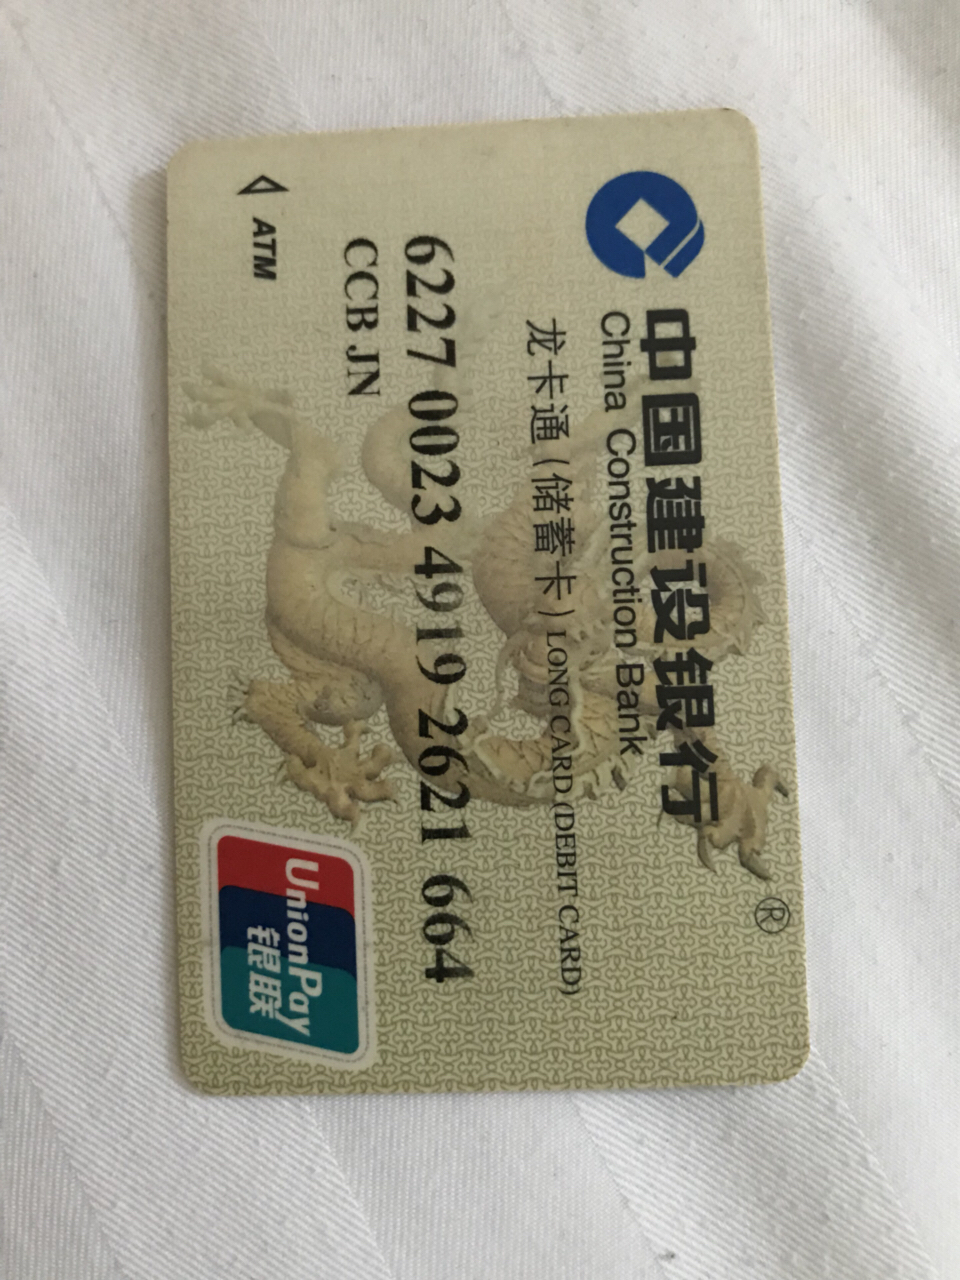 中国建设银行®
China Construction Bank
龙卡通(储蓄卡) LONG CARD (DEBIT CARD)
6227 0023 4919 2621 664
CCB JN
ATM
UnionPay
银联